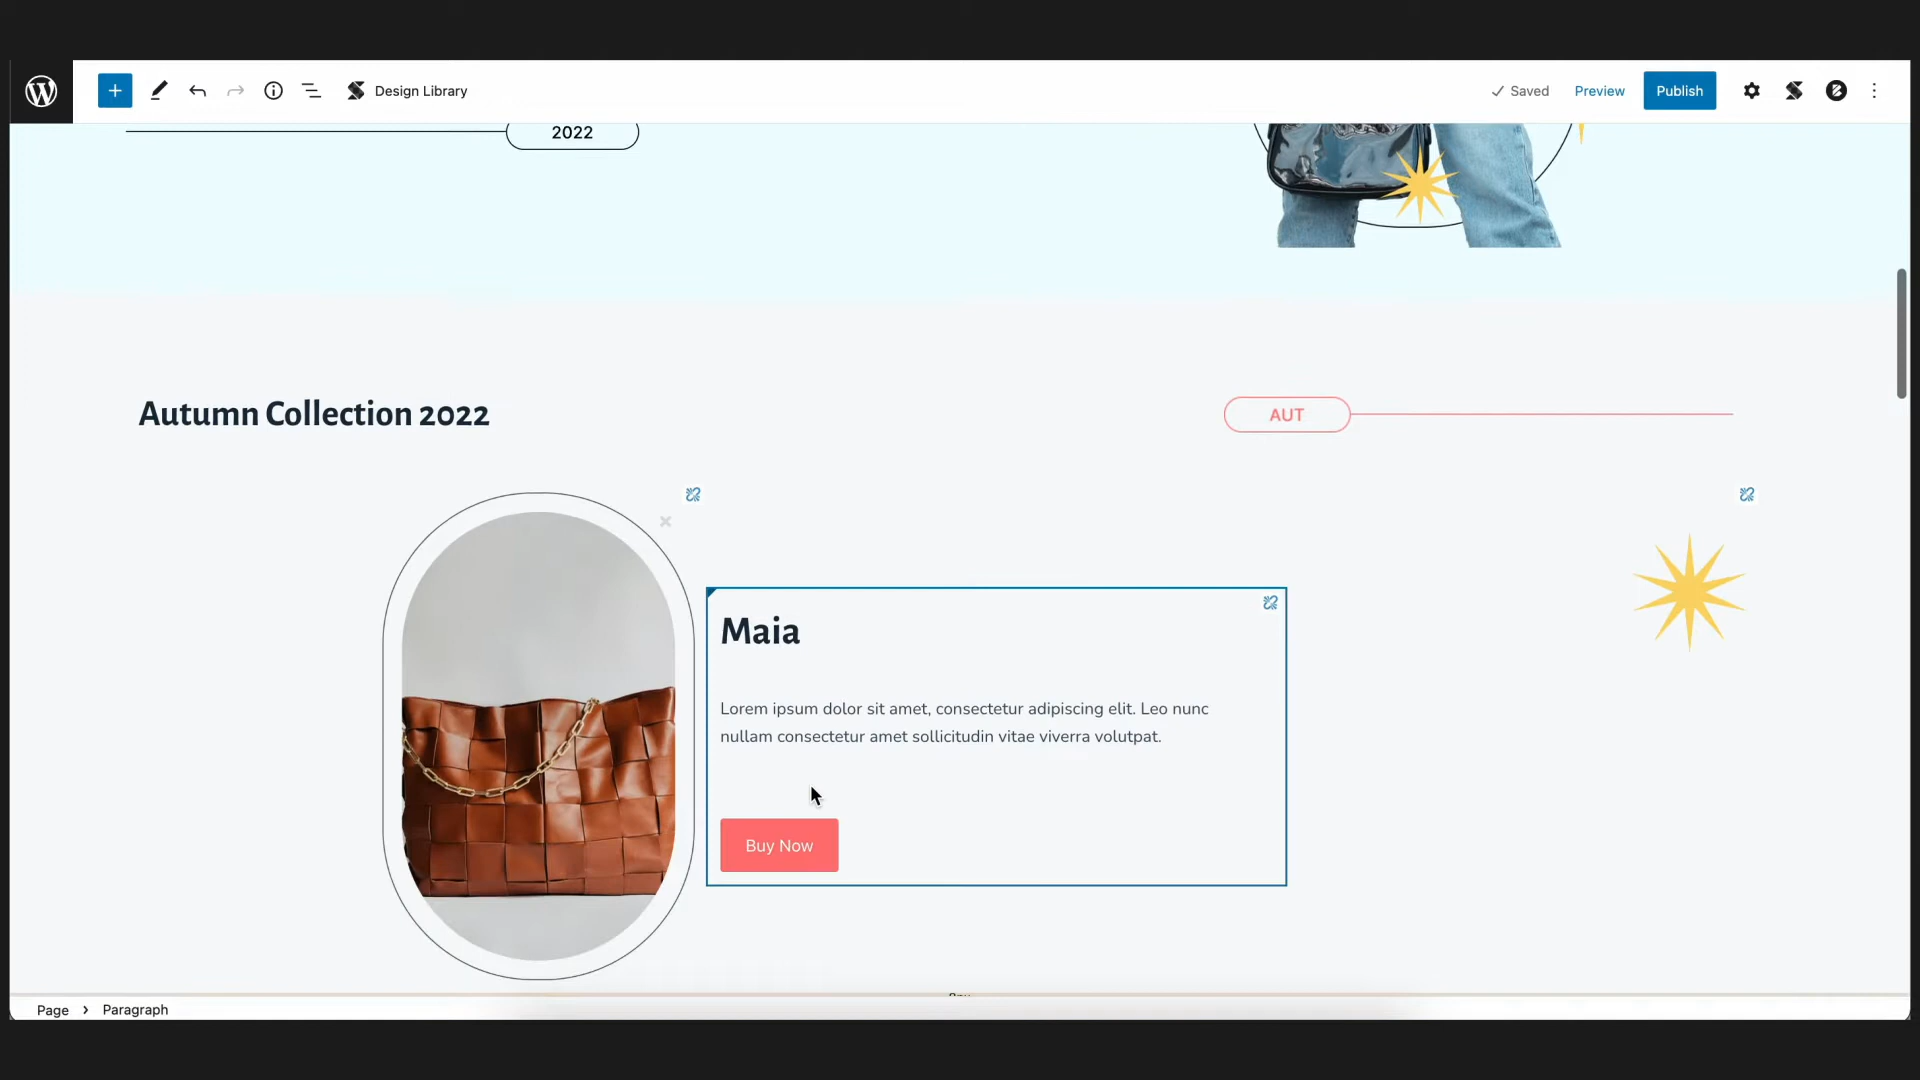 Design Library
Saved
Preview
Publish
2022
Autumn Collection 2022
AUT
Maia
Lorem ipsum dolor sit amet, consectetur adipiscing elit. Leo nunc
nullam consectetur amet sollicitudin vitae viverra volutpat.
Buy Now
Page
Paragraph